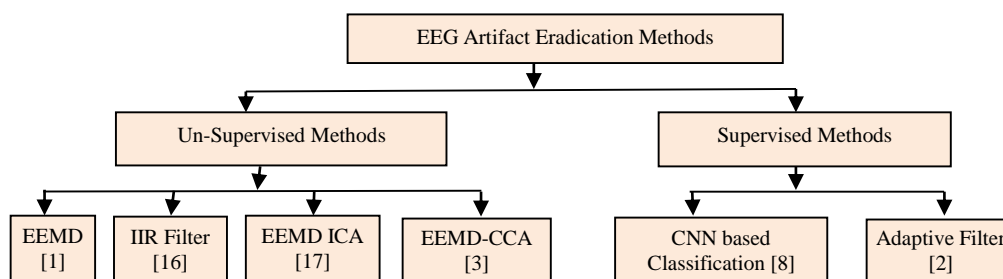 EEG Artifact Eradication Methods
Un-Supervised Methods
Supervised Methods
EEMD
[1]
IIR Filter
[16]
EEMD ICA
[17]
EEMD-CCA
[3]
CNN based
Classification [8]
Adaptive Filter
[2]